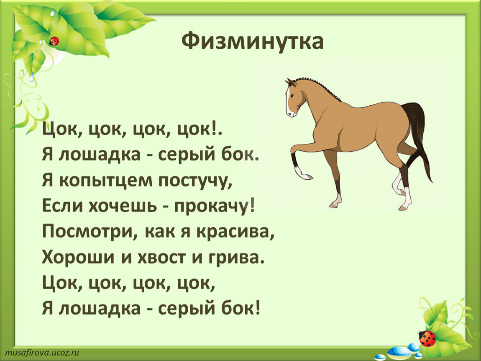 Физминутка
Цок, цок, цок, цок!.
Я лошадка - серый бок.
Я копытцем постучу,
Если хочешь - прокачу!
Посмотри, как я красива,
Хороши и хвост и грива.
Цок, цок, цок, цок,
Я лошадка - серый бок!
musafirova.ucoz.ru